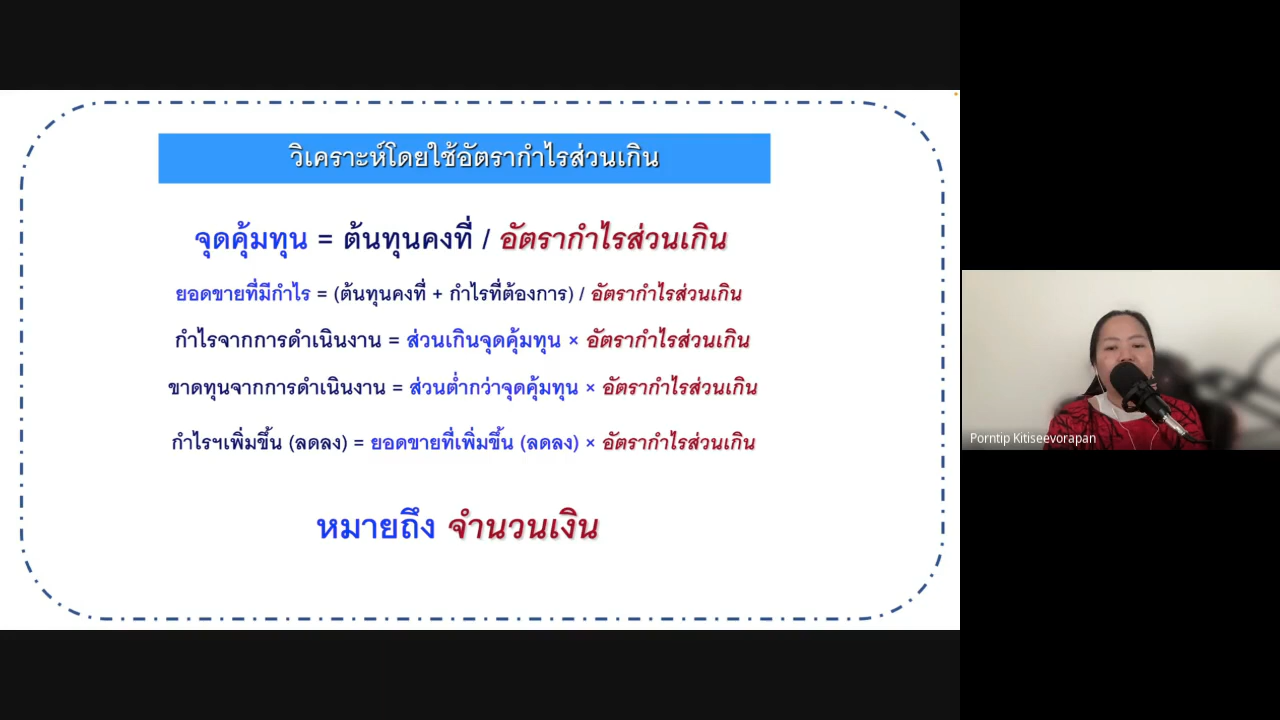 วิเคราะห์โดยใช้อัตรากำไรส่วนเกิน
จุดคุ้มทุน = ต้นทุนคงที่ / อัตรากำไรส่วนเกิน
ยอดขายที่มีกำไร = (ต้นทุนคงที่ + กำไรที่ต้องการ) / อัตรากำไรส่วนเกิน
กำไรจากการดำเนินงาน = ส่วนเกินจุดคุ้มทุน × อัตรากำไรส่วนเกิน
ขาดทุนจากการดำเนินงาน = ส่วนต่ำกว่าจุดคุ้มทุน × อัตรากำไรส่วนเกิน
กำไรฯเพิ่มขึ้น (ลดลง) = ยอดขายที่เพิ่มขึ้น (ลดลง) × อัตรากำไรส่วนเกิน
หมายถึง จำนวนเงิน
Porntip Kitiseevorapan